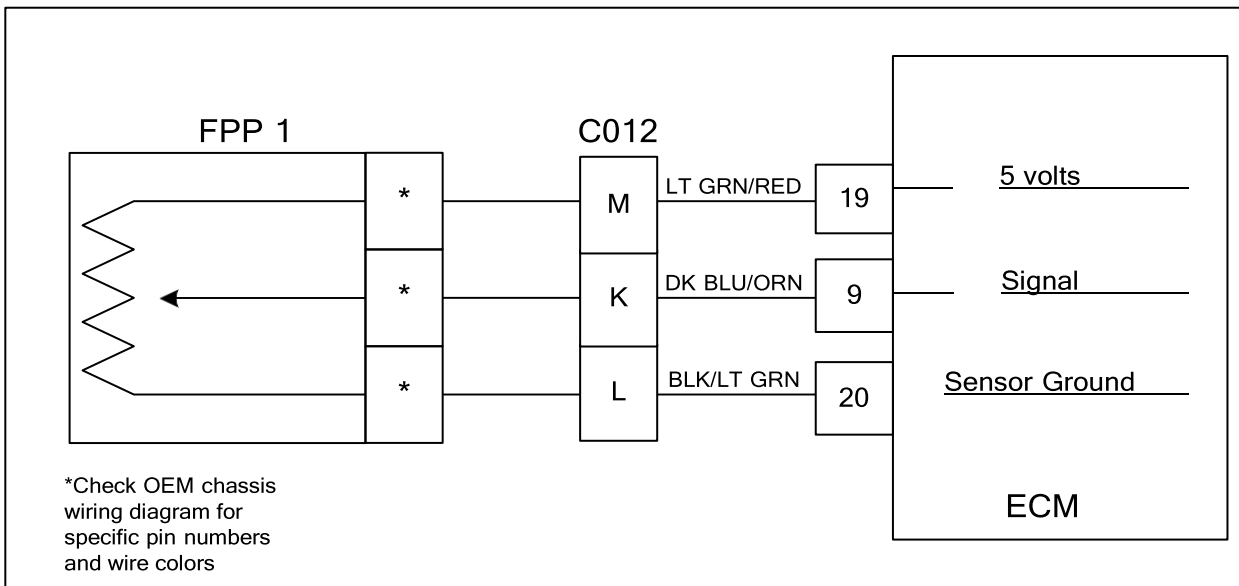 FPP 1
C012
*
M
LT GRN/RED
19
5 volts
*
K
DK BLU/ORN
9
Signal
*
L
BLK/LT GRN
20
Sensor Ground
*Check OEM chassis
wiring diagram for
specific pin numbers
and wire colors
ECM